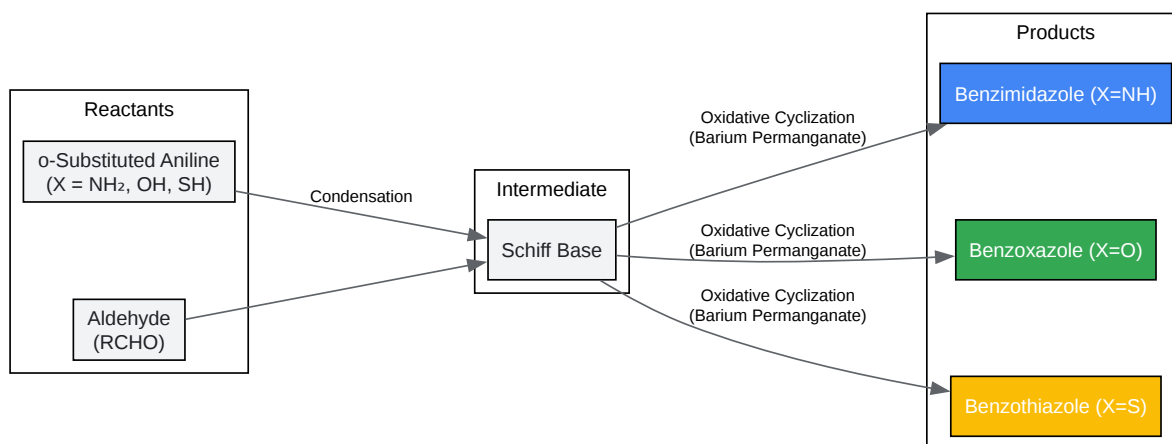 Reactants
o-Substituted Aniline
(X = NH₂, OH, SH)
Aldehyde
(RCHO)
Condensation
Intermediate
Schiff Base
Oxidative Cyclization
(Barium Permanganate)
Oxidative Cyclization
(Barium Permanganate)
Oxidative Cyclization
(Barium Permanganate)
Products
Benzimidazole (X=NH)
Benzoxazole (X=O)
Benzothiazole (X=S)